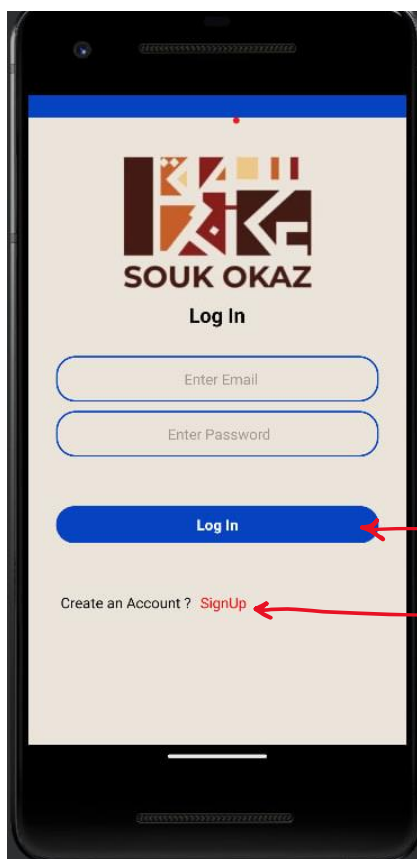 SOUK OKAZ
Log In
Enter Email
Enter Password
Log In
Create an Account ? SignUp